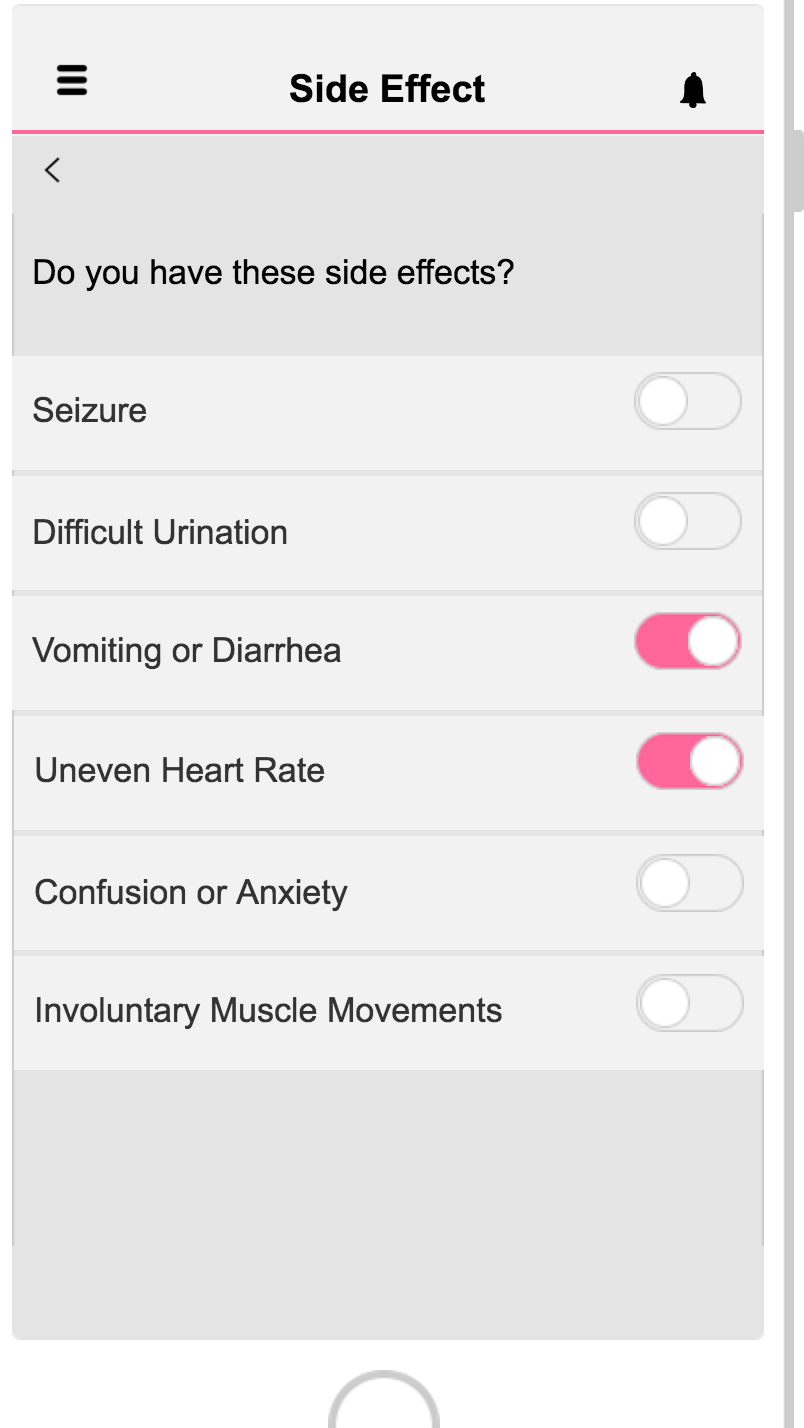 Side Effect
Do you have these side effects?
Seizure
Difficult Urination
Vomiting or Diarrhea
Uneven Heart Rate
Confusion or Anxiety
Involuntary Muscle Movements